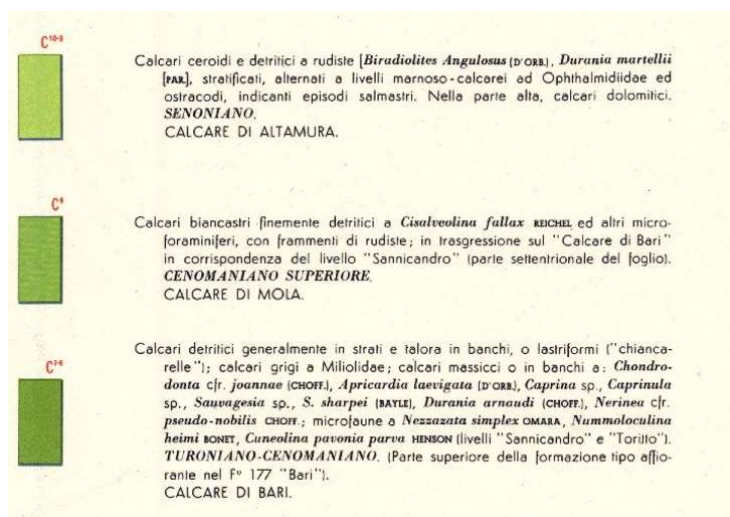 C10-8
Calcari ceroidi e detritici a rudiste [Biradiolites Angulosus (D'ORB.), Durania martellii
[PAR.], stratificati, alternati a livelli marnoso-calcarei ad Ophthalmidiidae ed
ostracodi, indicanti episodi salmastri. Nella parte alta, calcari dolomitici.
SENONIANO.
CALCARE DI ALTAMURA.
Calcari biancastri finemente detritici a Cisalveolina fallax REICHEL ed altri micro-
foraminiferi, con frammenti di rudiste; in trasgressione sul "Calcare di Bari"
in corrispondenza del livello "Sannicandro" (parte settentrionale del foglio).
CENOMANIANO SUPERIORE.
CALCARE DI MOLA.
Calcari detritici generalmente in strati e talora in banchi, o lastriformi ("chianca-
relle"); calcari grigi a Miliolidae; calcari massicci o in banchi a: Chondro-
donta cfr. joannae (CHOFF.), Apricardia laevigata (D'ORB.), Caprina sp., Caprinula
sp., Sauvagesia sp., S. sharpei (BAYLE), Durania arnaudi (CHOFF.), Nerinea cfr.
pseudo-nobilis CHOFF.; microfaune a Nezzazata simplex OMARA, Nummoloculina
heimi BONET, Cuneolina pavonia parva HENSON (livelli "Sannicandro" e "Toritto").
TURONIANO-CENOMANIANO. (Parte superiore della formazione tipo affio-
rante nel Fº 177 "Bari").
CALCARE DI BARI.